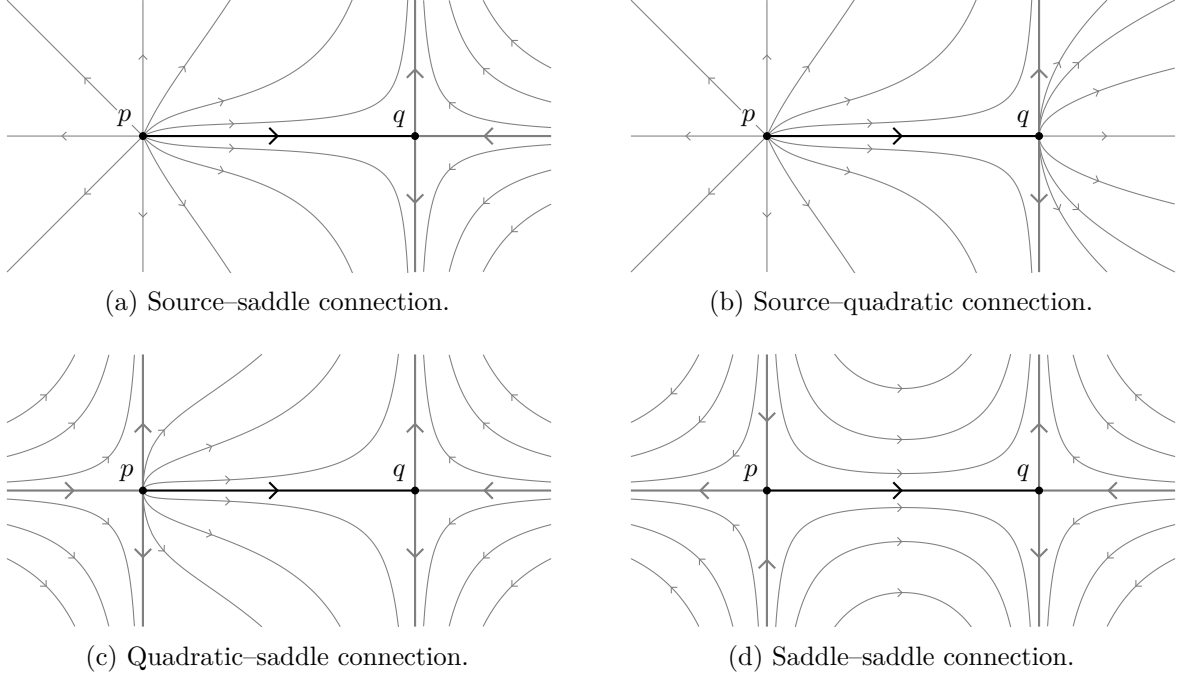 p q
p q
(a) Source–saddle connection.
(b) Source–quadratic connection.
p q
p q
(c) Quadratic–saddle connection.
(d) Saddle–saddle connection.